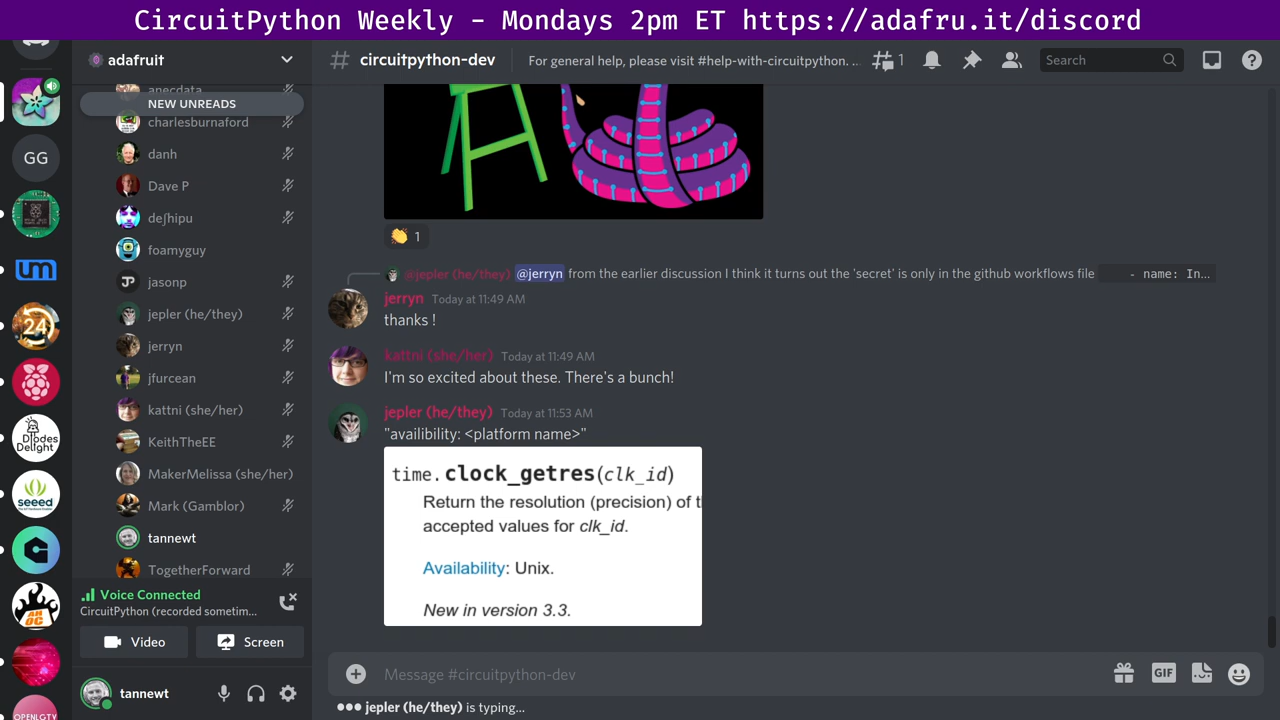 CircuitPython Weekly - Mondays 2pm ET https://adafru.it/discord
adafruit
# circuitpython-dev
For general help, please visit #help-with-circuitpython. ...
1
Search
anecdata
NEW UNREADS
charlesburnaford
danh
Dave P
deʃhipu
foamyguy
jasonp
jepler (he/they)
jerryn
jfurcean
kattni (she/her)
KeithTheEE
MakerMelissa (she/her)
Mark (Gamblor)
tannewt
TogetherForward
Voice Connected
CircuitPython (recorded sometim...
Video
Screen
tannewt
GG
24
Diodes
Delight
seeed
AHOC
OPENLGTV
1
@jepler (he/they) @jerryn from the earlier discussion I think it turns out the 'secret' is only in the github workflows file - name: In...
jerryn Today at 11:49 AM
thanks !
kattni (she/her) Today at 11:49 AM
I'm so excited about these. There's a bunch!
jepler (he/they) Today at 11:53 AM
"availibility: <platform name>"
time.clock_getres(clk_id)
Return the resolution (precision) of t
accepted values for clk_id.
Availability: Unix.
New in version 3.3.
Message #circuitpython-dev
GIF
jepler (he/they) is typing...